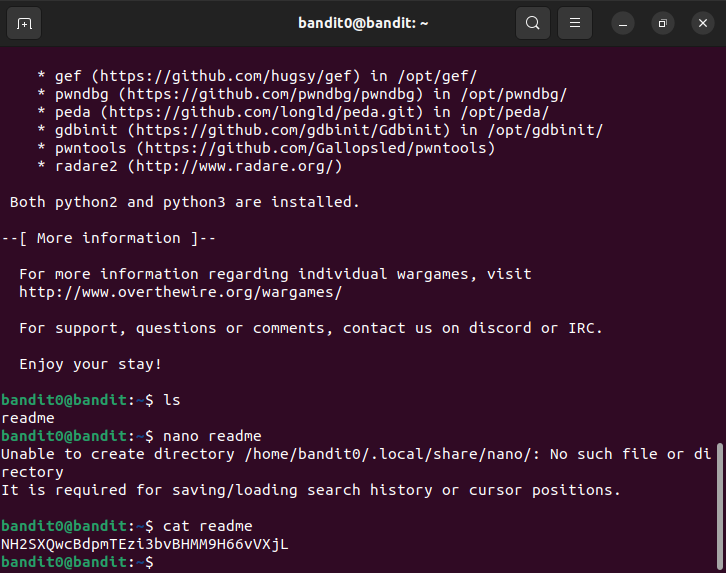 bandit0@bandit: ~
* gef (https://github.com/hugsy/gef) in /opt/gef/
* pwndbg (https://github.com/pwndbg/pwndbg) in /opt/pwndbg/
* peda (https://github.com/longld/peda.git) in /opt/peda/
* gdbinit (https://github.com/gdbinit/Gdbinit) in /opt/gdbinit/
* pwntools (https://github.com/Gallopsled/pwntools)
* radare2 (http://www.radare.org/)
Both python2 and python3 are installed.
--[ More information ]--
For more information regarding individual wargames, visit
http://www.overthewire.org/wargames/
For support, questions or comments, contact us on discord or IRC.
Enjoy your stay!
bandit0@bandit:~$ ls
readme
bandit0@bandit:~$ nano readme
Unable to create directory /home/bandit0/.local/share/nano/: No such file or di
rectory
It is required for saving/loading search history or cursor positions.
bandit0@bandit:~$ cat readme
NH2SXQwcBdpmTEzi3bvBHMM9H66vVXjL
bandit0@bandit:~$